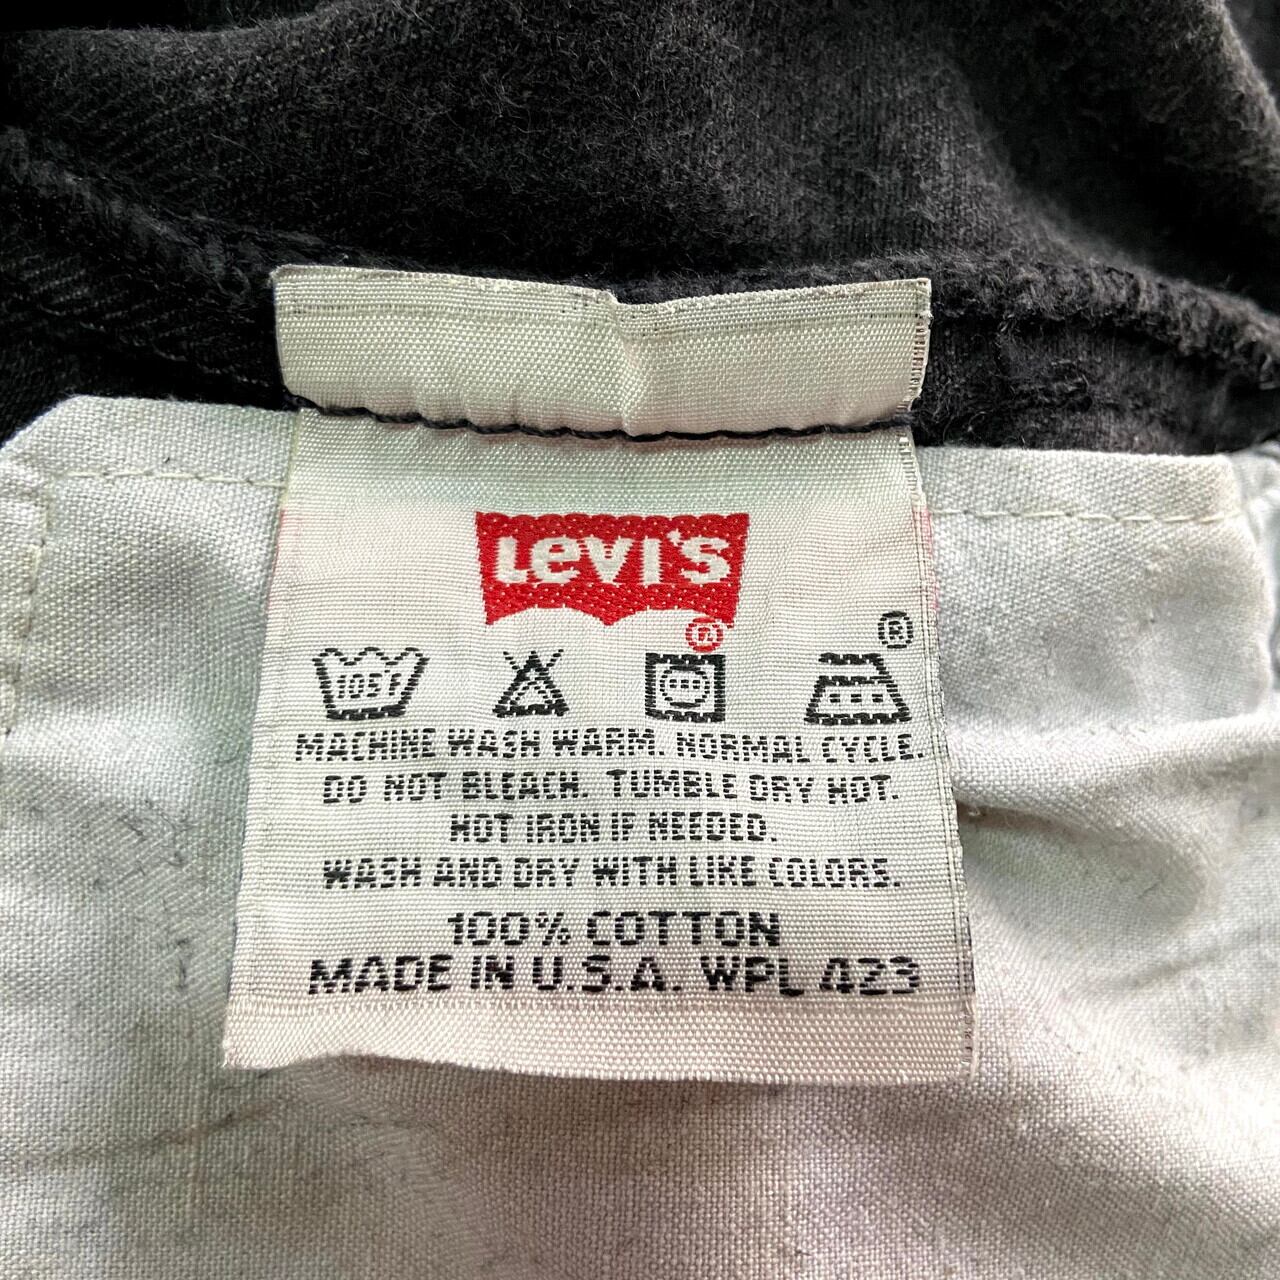 Levi's
®
®
105°F
MACHINE WASH WARM. NORMAL CYCLE.
DO NOT BLEACH. TUMBLE DRY HOT.
HOT IRON IF NEEDED.
WASH AND DRY WITH LIKE COLORS.
100% COTTON
MADE IN U.S.A. WPL 423